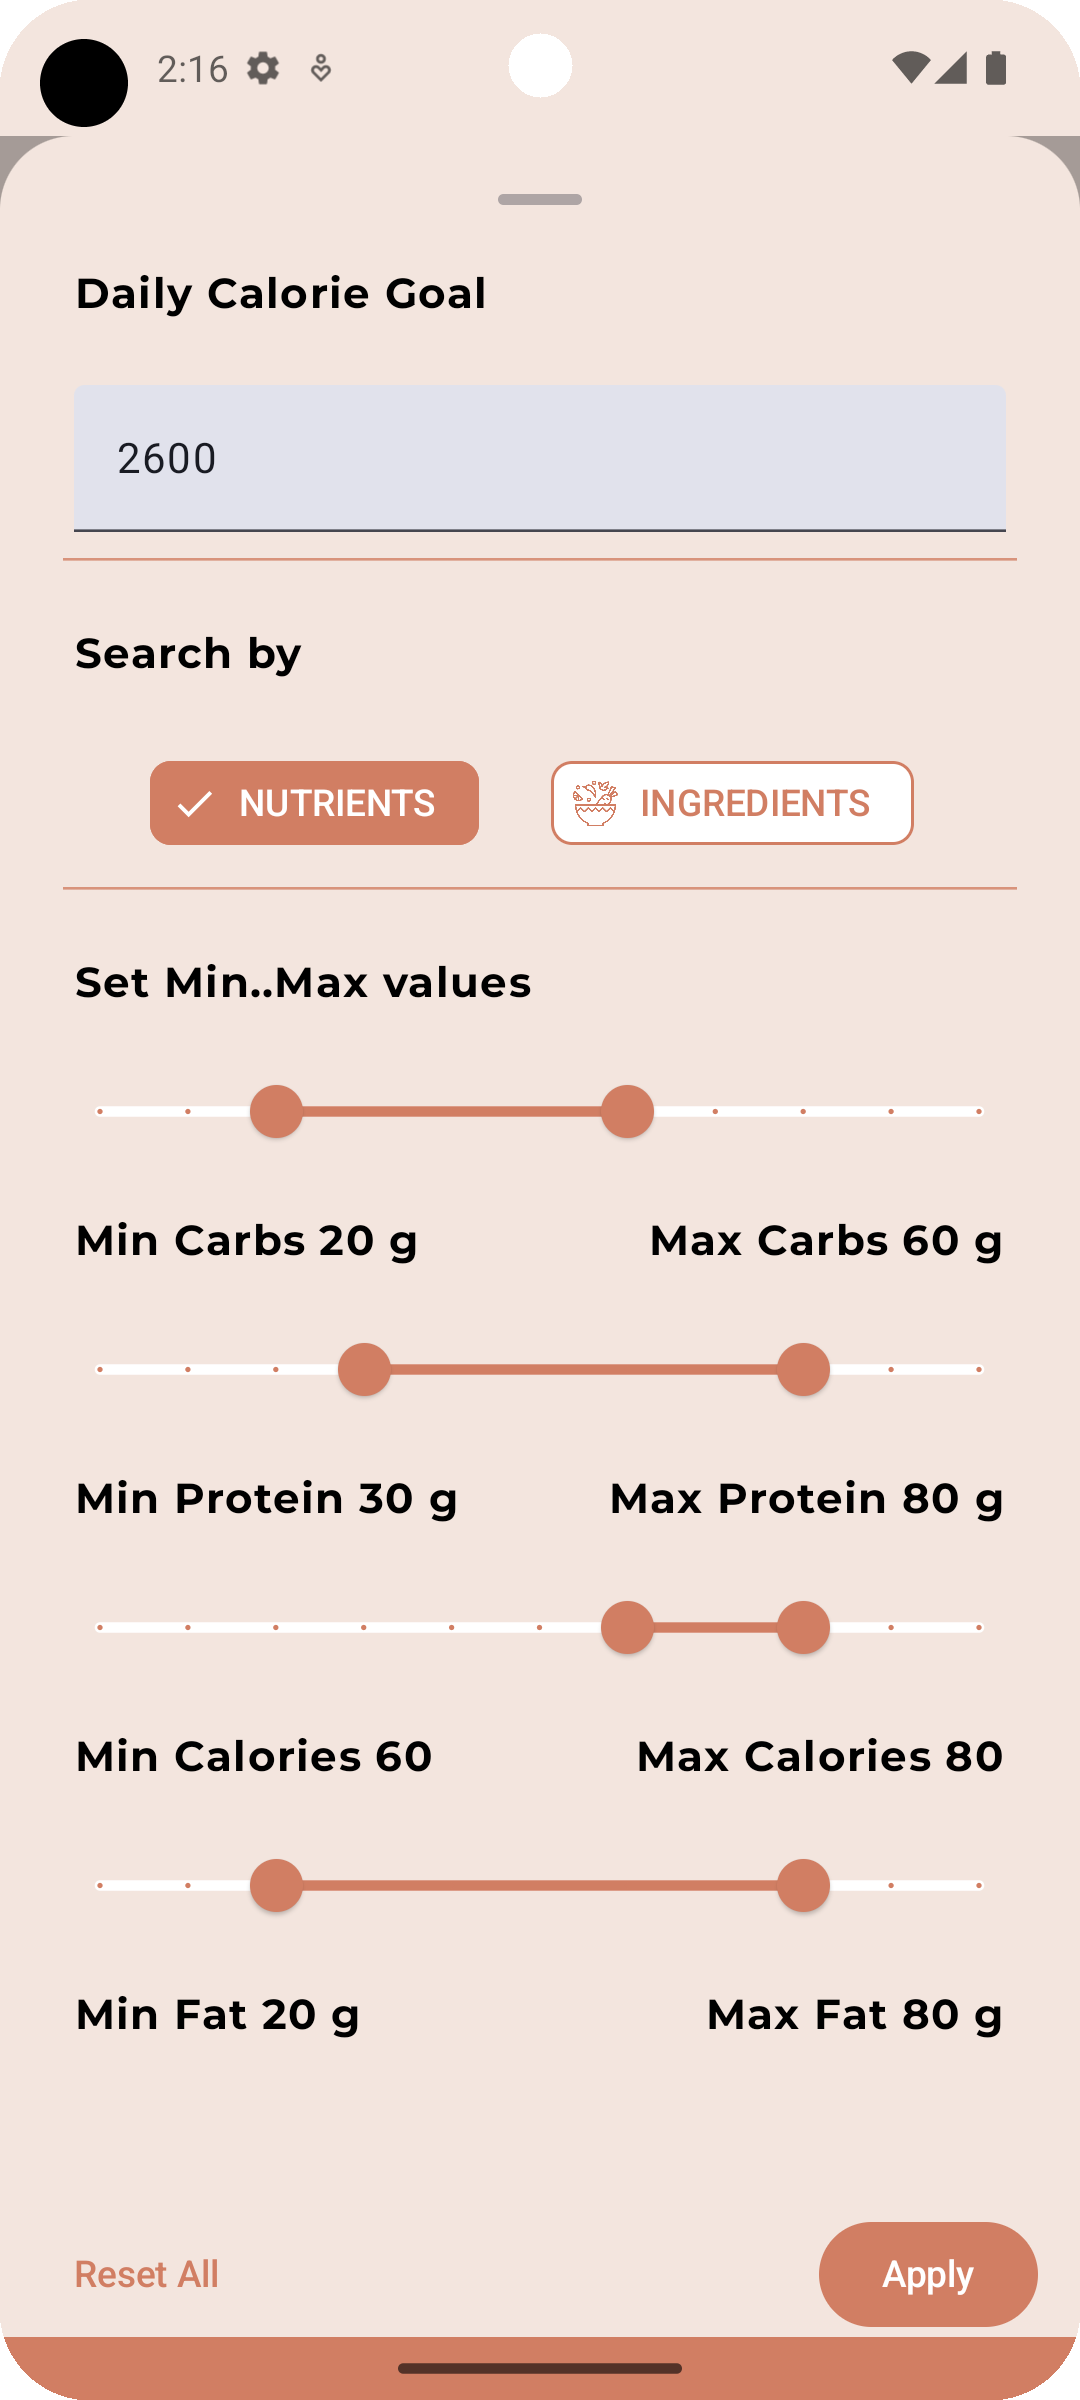 2:16
Daily Calorie Goal
2600
Search by
NUTRIENTS
INGREDIENTS
Set Min..Max values
Min Carbs 20 g
Max Carbs 60 g
Min Protein 30 g
Max Protein 80 g
Min Calories 60
Max Calories 80
Min Fat 20 g
Max Fat 80 g
Reset All
Apply